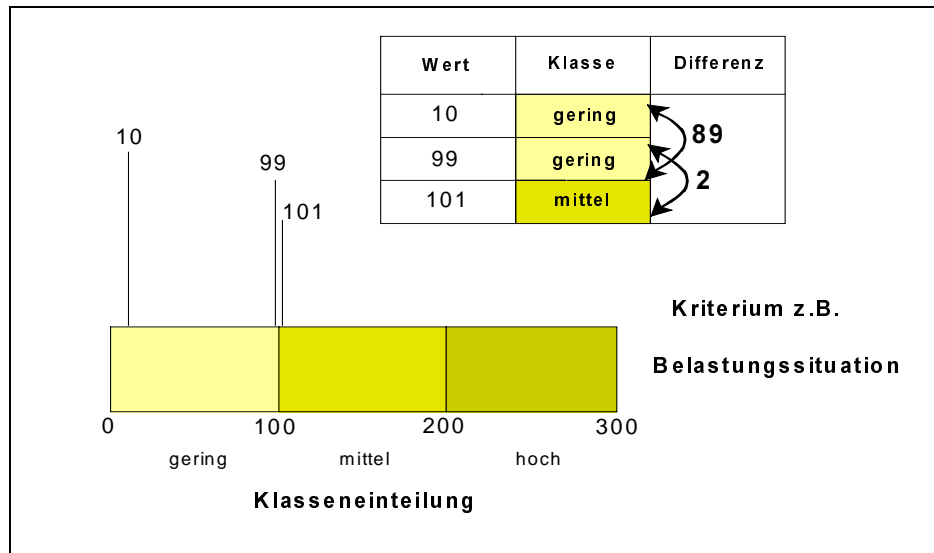 Wert Klasse Differenz
10 gering
99 gering
101 mittel
89
2
10
99
101
Kriterium z.B.
Belastungssituation
0 100 200 300
gering mittel hoch
Klasseneinteilung